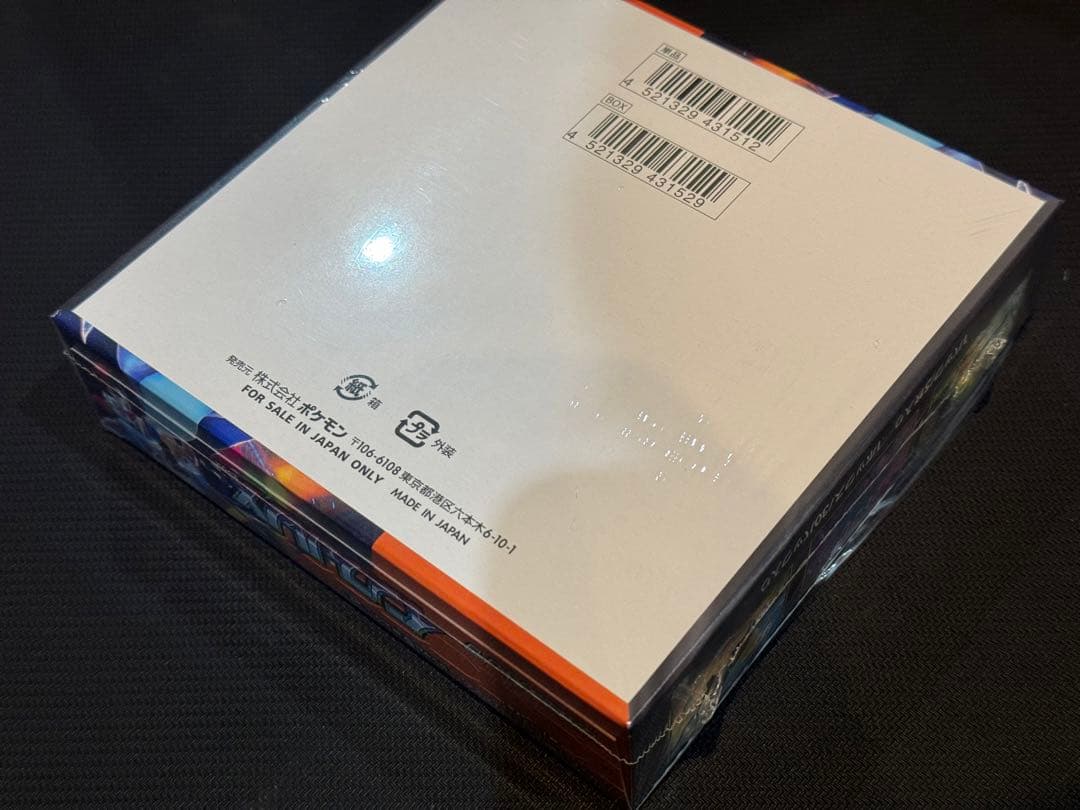 単品
4 521329 431512
BOX
4 521329 431529
紙
箱
プラ 外装
発売元 株式会社ポケモン 〒106-6108 東京都港区六本木6-10-1
FOR SALE IN JAPAN ONLY MADE IN JAPAN